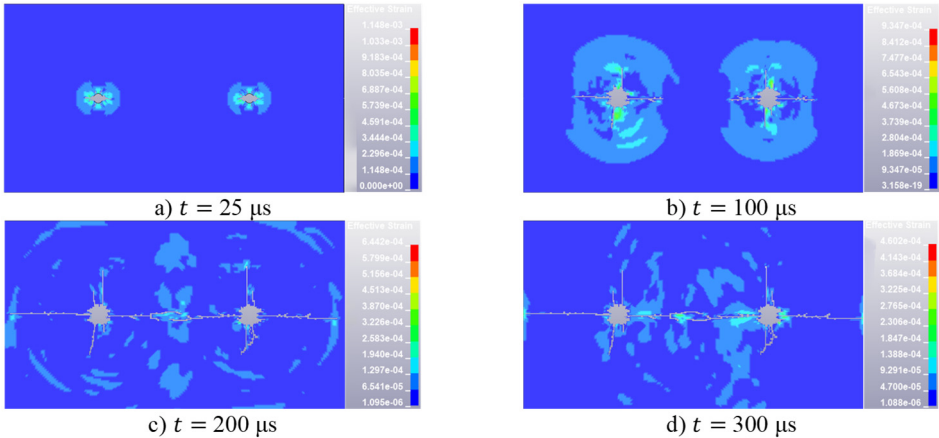 Effective Strain
1.148e-03
1.033e-03
9.183e-04
8.035e-04
6.887e-04
5.739e-04
4.591e-04
3.444e-04
2.296e-04
1.148e-04
0.000e+00
a) t = 25 μs
Effective Strain
9.347e-04
8.412e-04
7.477e-04
6.543e-04
5.608e-04
4.673e-04
3.739e-04
2.804e-04
1.869e-04
9.347e-05
3.158e-19
b) t = 100 μs
Effective Strain
6.442e-04
5.799e-04
5.156e-04
4.513e-04
3.870e-04
3.226e-04
2.583e-04
1.940e-04
1.297e-04
6.541e-05
1.095e-05
c) t = 200 μs
Effective Strain
4.602e-04
4.143e-04
3.684e-04
3.225e-04
2.765e-04
2.306e-04
1.847e-04
1.388e-04
9.291e-05
4.700e-05
1.088e-06
d) t = 300 μs